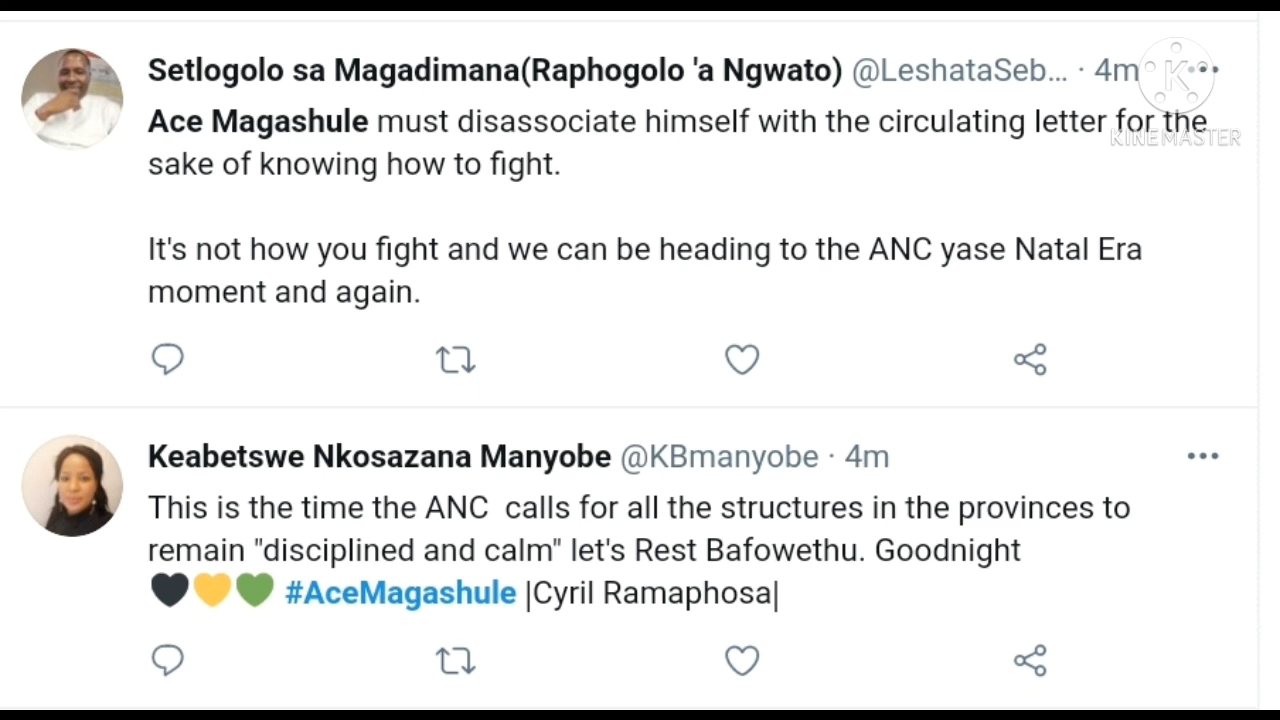 Setlogolo sa Magadimana(Raphogolo 'a Ngwato) @LeshataSeb... · 4m
K
KINEMASTER
Ace Magashule must disassociate himself with the circulating letter for the
sake of knowing how to fight.
It's not how you fight and we can be heading to the ANC yase Natal Era
moment and again.
Keabetswe Nkosazana Manyobe @KBmanyobe · 4m
This is the time the ANC  calls for all the structures in the provinces to
remain "disciplined and calm" let's Rest Bafowethu. Goodnight
🖤💛💚 #AceMagashule |Cyril Ramaphosa|